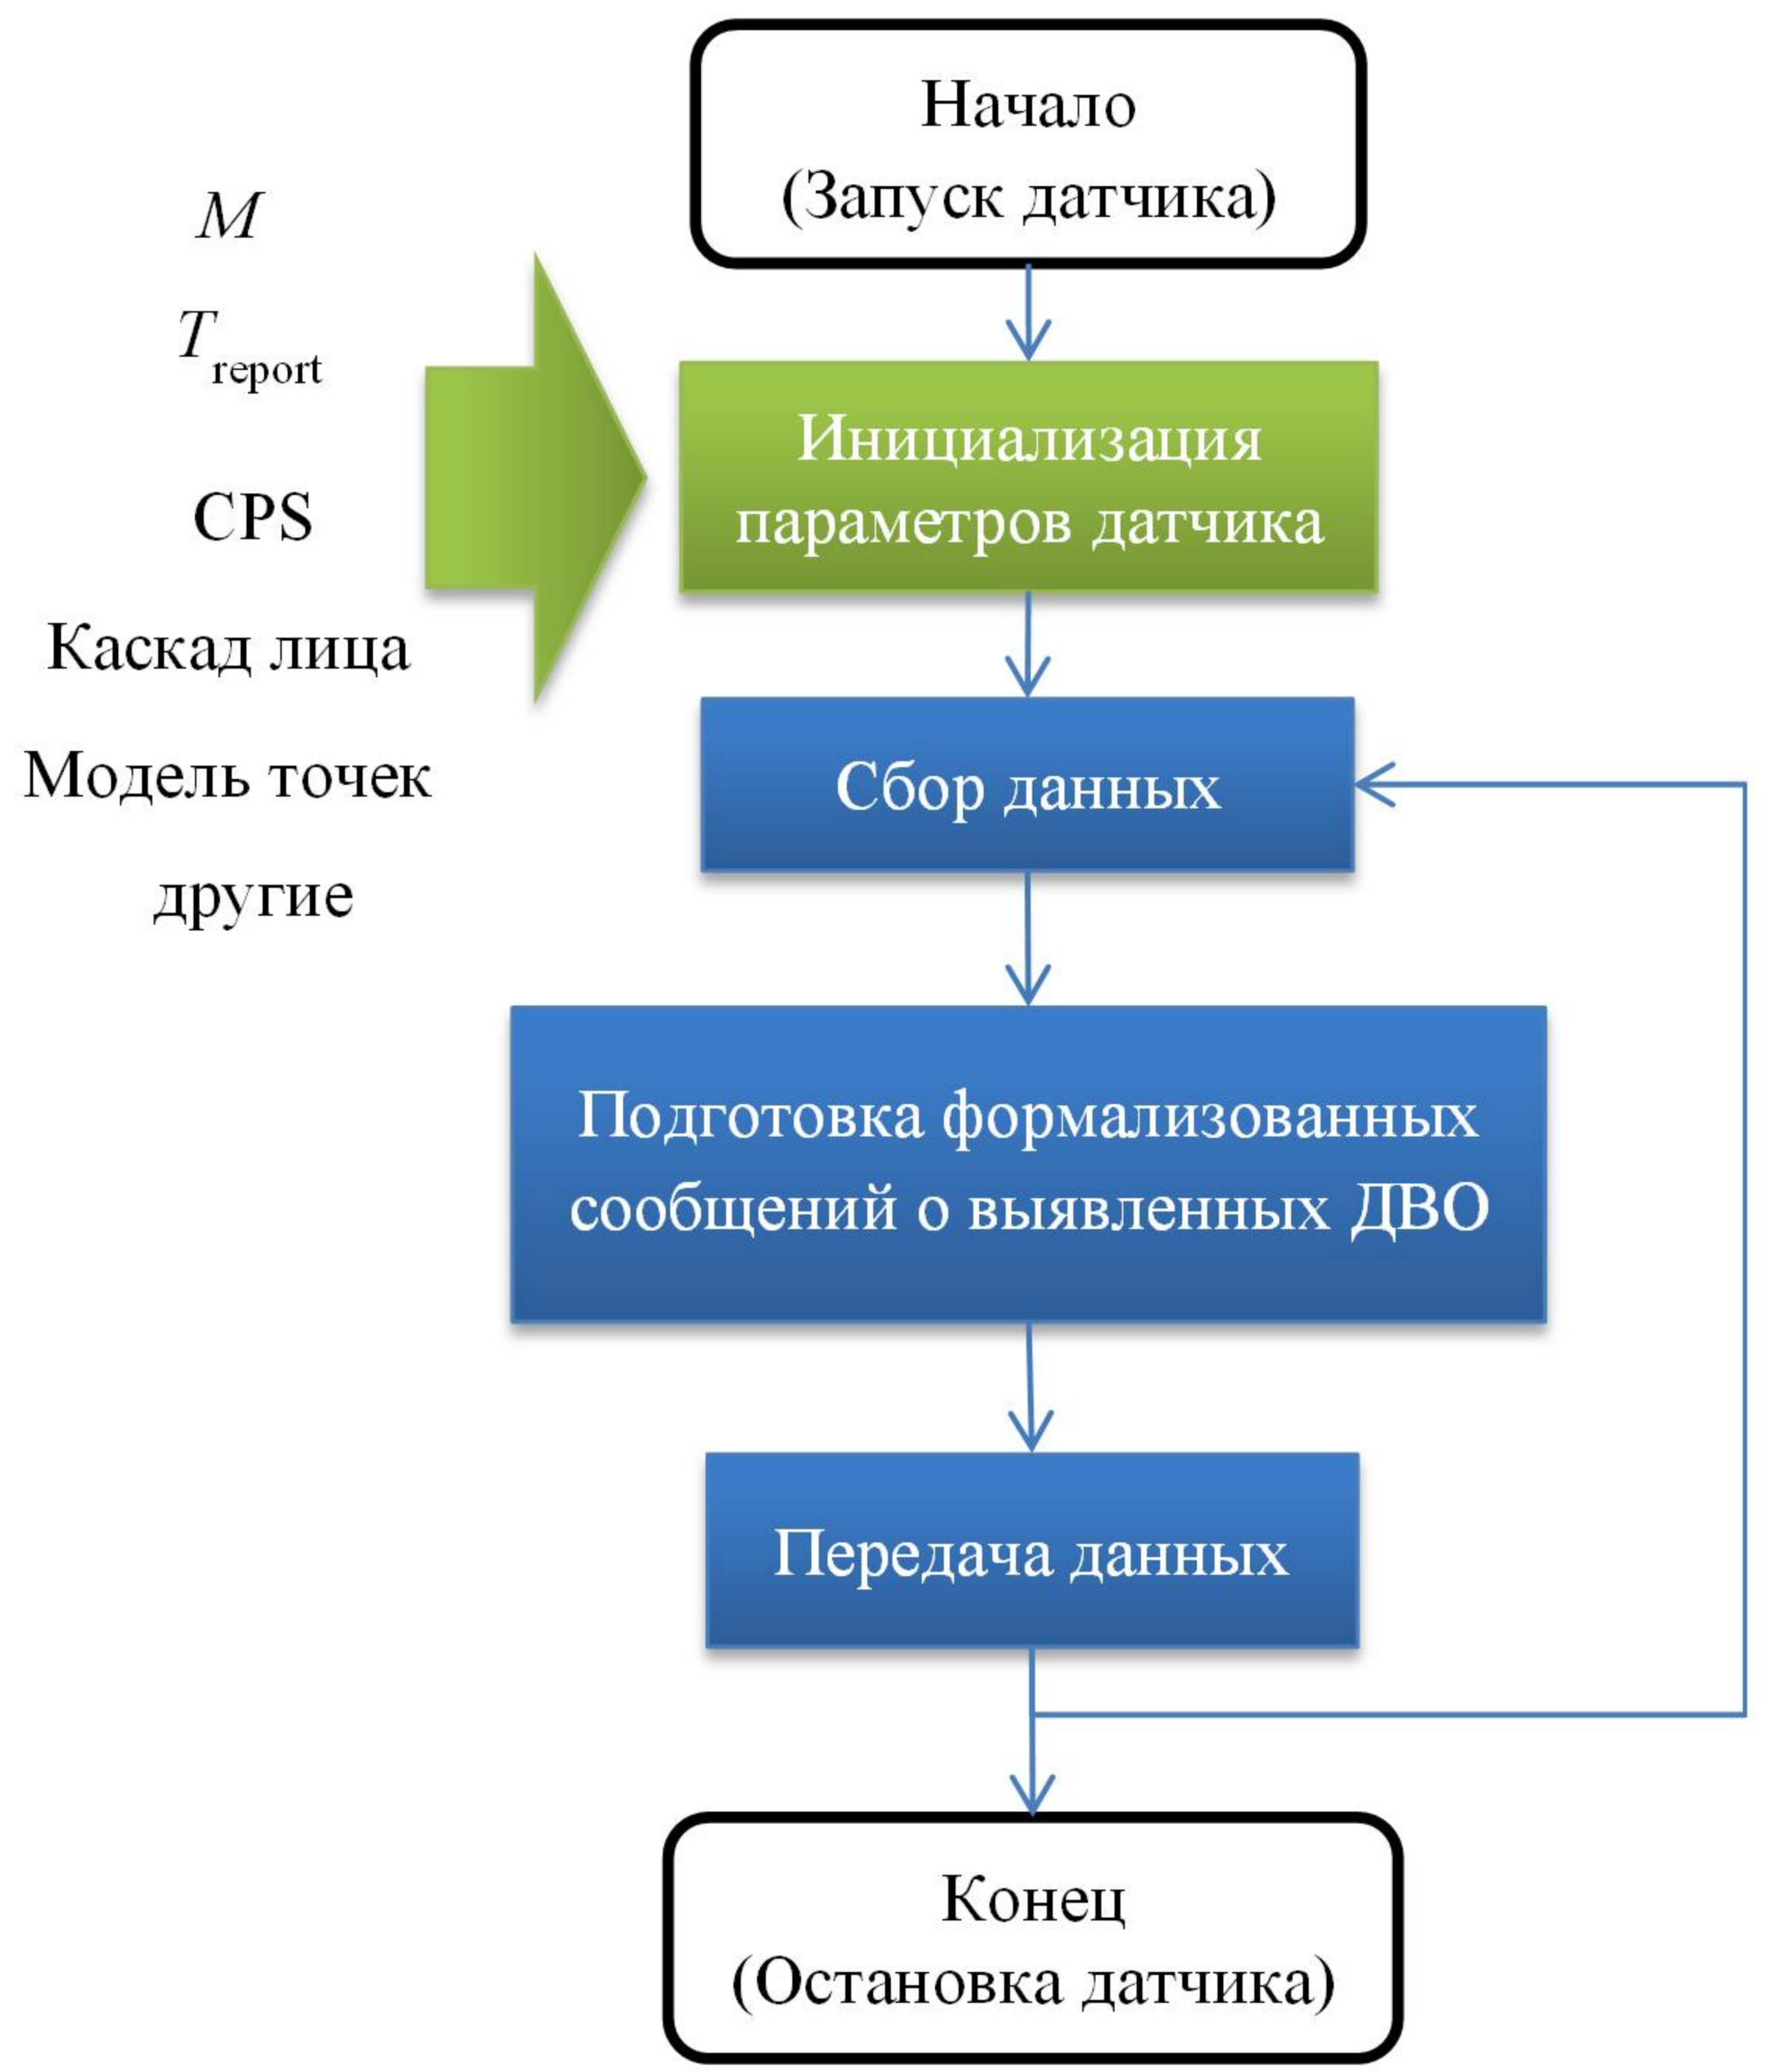 Начало
(Запуск датчика)
M
T report
CPS
Каскад лица
Модель точек
другие
Инициализация
параметров датчика
Сбор данных
Подготовка формализованных
сообщений о выявленных ДВО
Передача данных
Конец
(Остановка датчика)